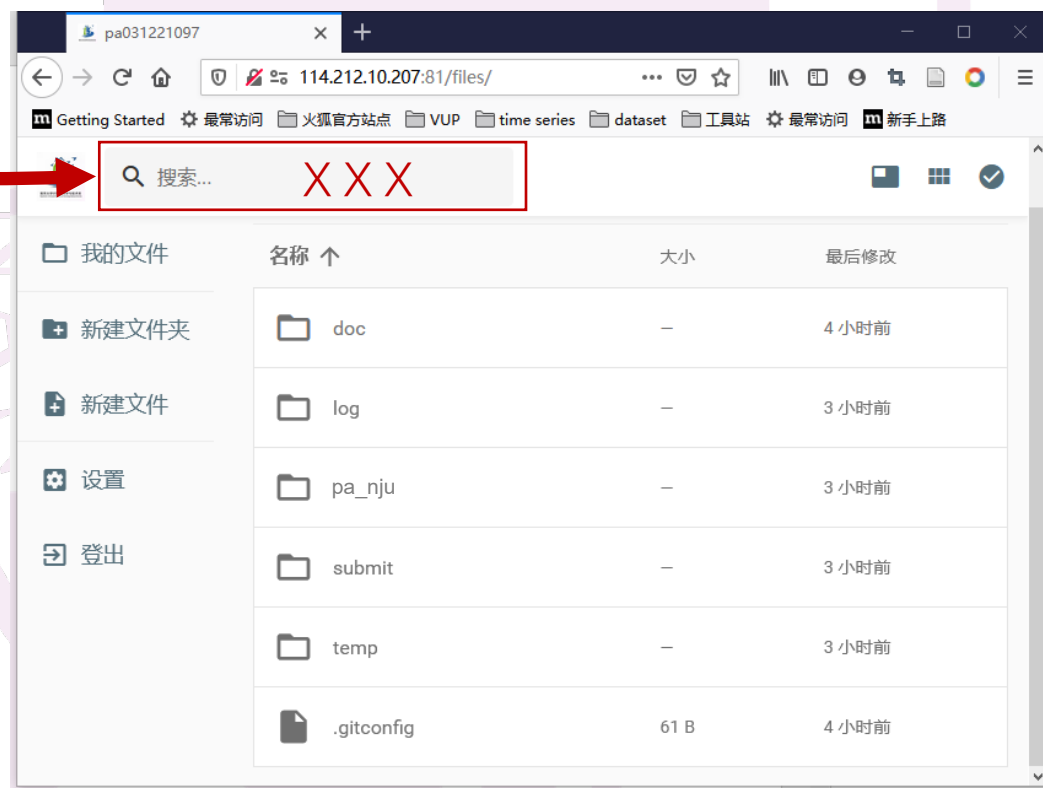 pa031221097
114.212.10.207:81/files/
Getting Started 最常访问 火狐官方站点 VUP time series dataset 工具站 最常访问 新手上路
搜索... XXX
我的文件
新建文件夹
新建文件
设置
登出
名称 大小 最后修改
doc — 4 小时前
log — 3 小时前
pa_nju — 3 小时前
submit — 3 小时前
temp — 3 小时前
.gitconfig 61 B 4 小时前